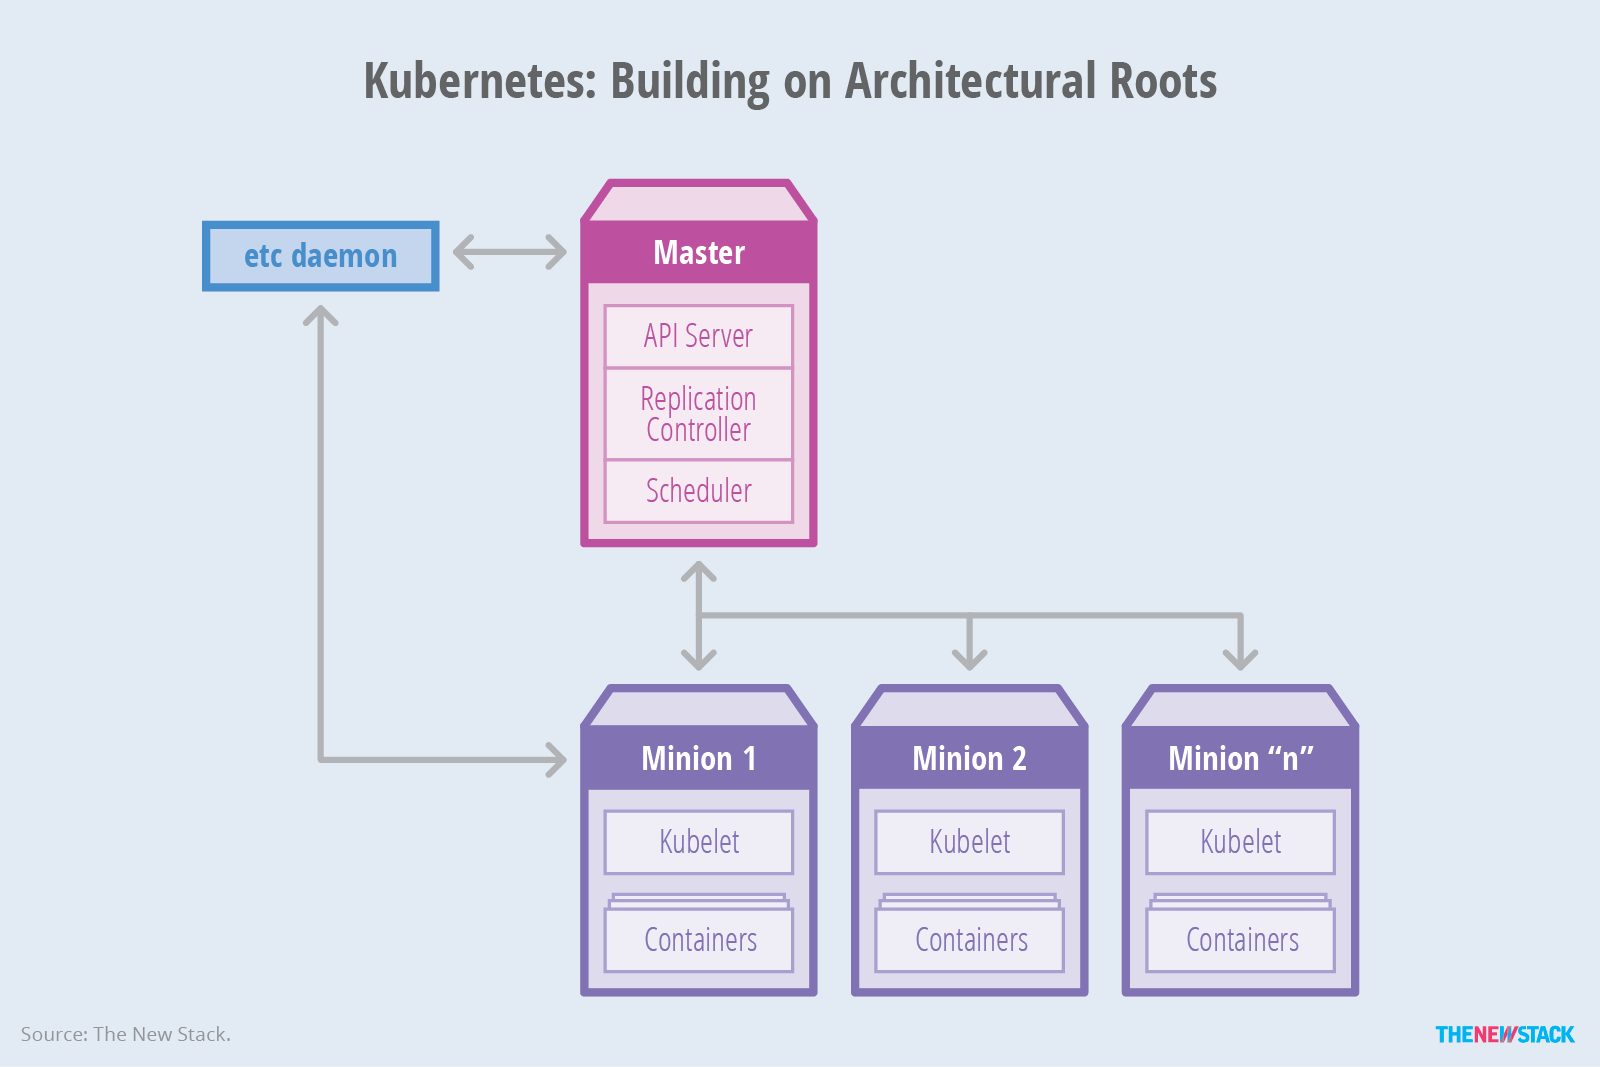 Kubernetes: Building on Architectural Roots
etc daemon
Master
API Server
Replication
Controller
Scheduler
Minion 1
Kubelet
Containers
Minion 2
Kubelet
Containers
Minion “n”
Kubelet
Containers
Source: The New Stack.
THENEWSTACK